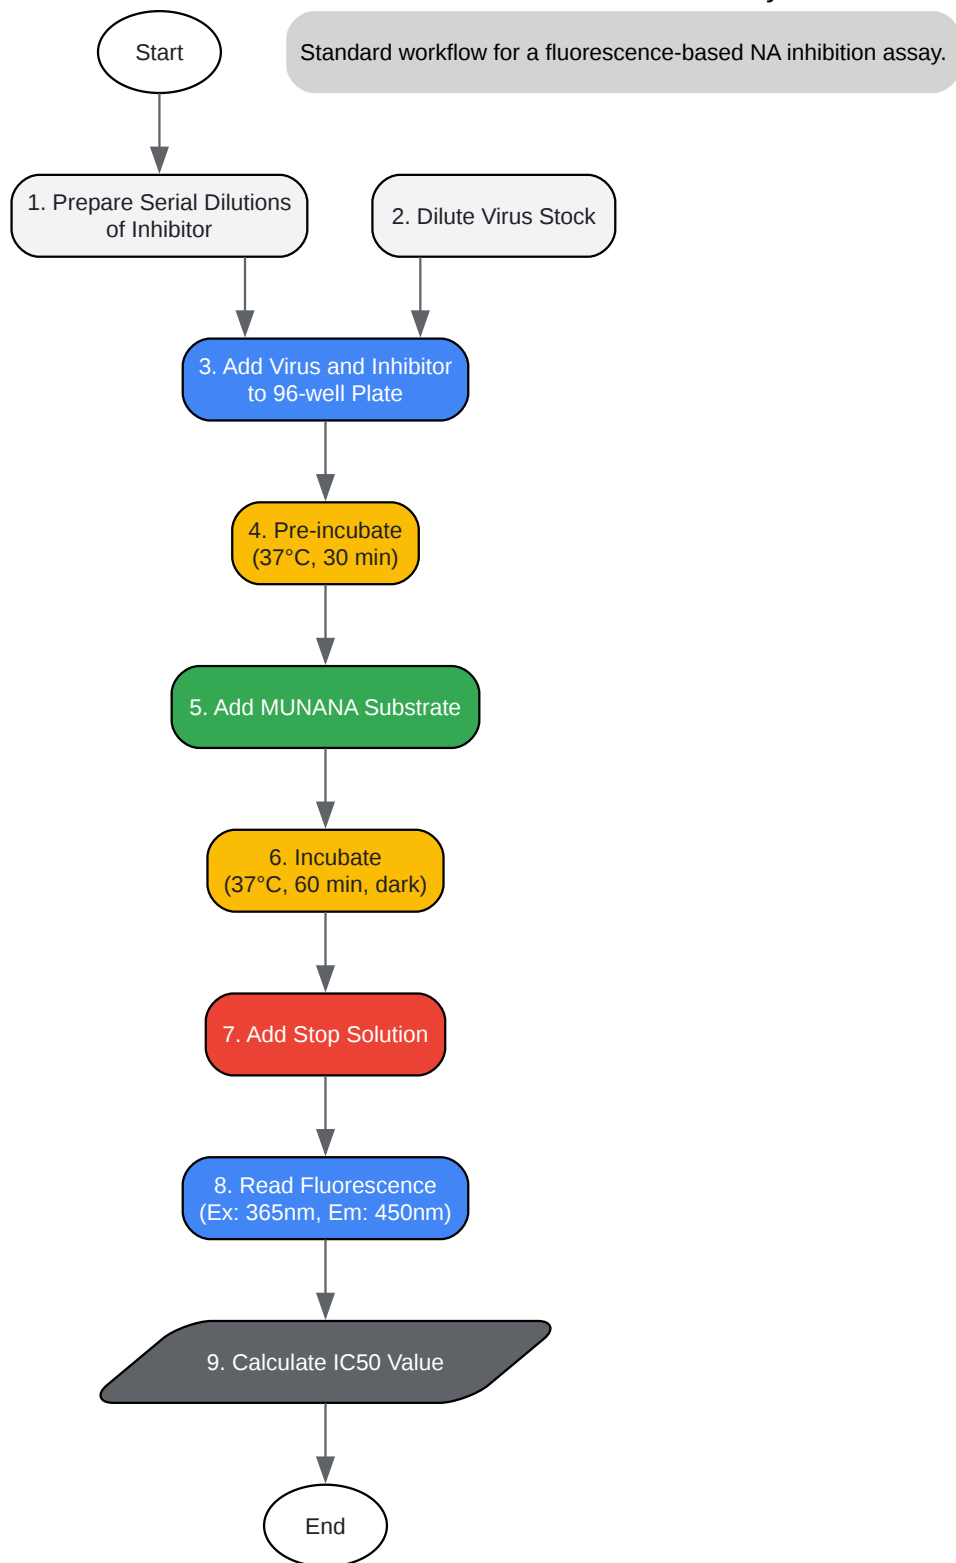 Start
Standard workflow for a fluorescence-based NA inhibition assay.
1. Prepare Serial Dilutions
of Inhibitor
2. Dilute Virus Stock
3. Add Virus and Inhibitor
to 96-well Plate
4. Pre-incubate
(37°C, 30 min)
5. Add MUNANA Substrate
6. Incubate
(37°C, 60 min, dark)
7. Add Stop Solution
8. Read Fluorescence
(Ex: 365nm, Em: 450nm)
9. Calculate IC50 Value
End